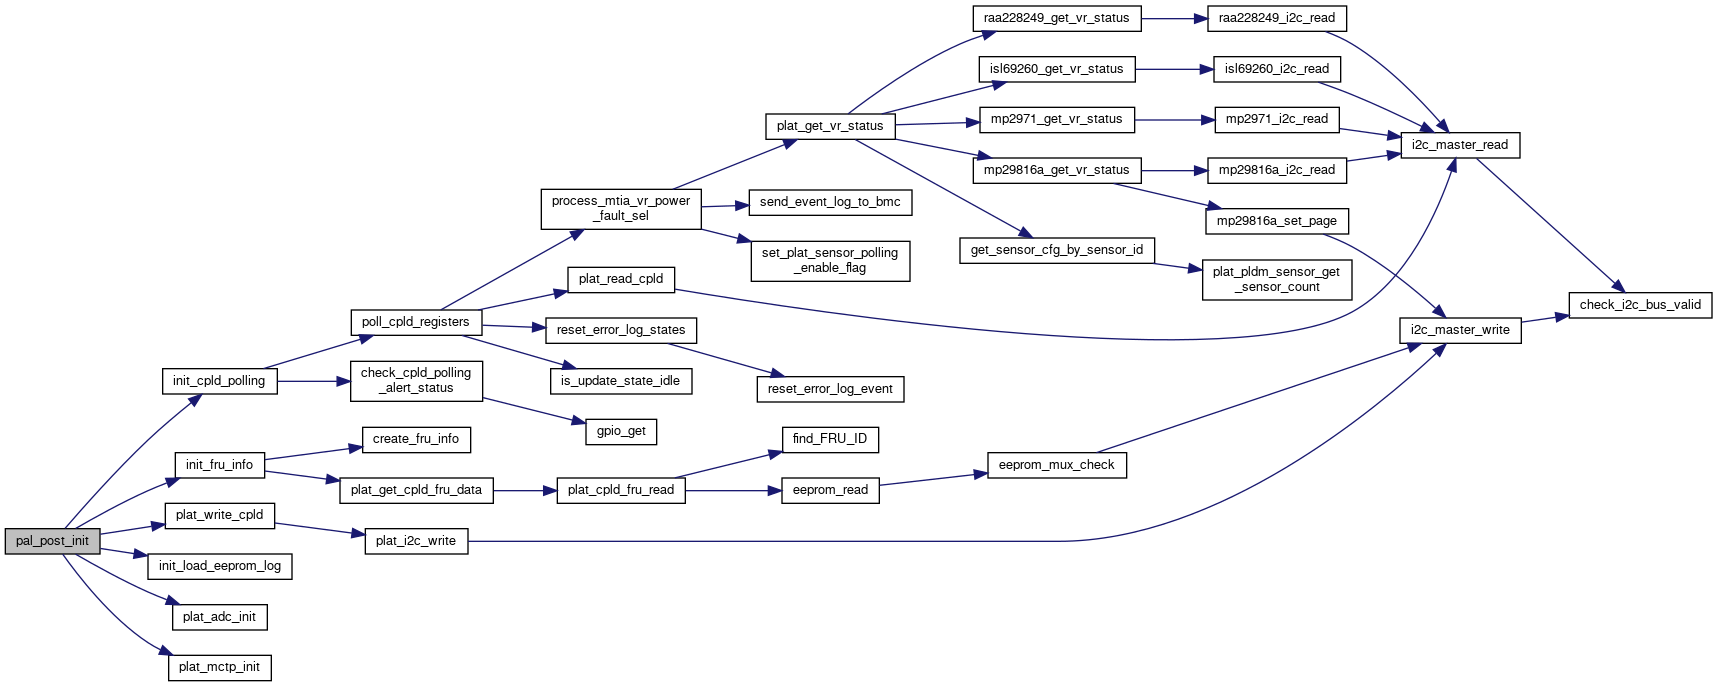 raa228249_get_vr_status
raa228249_i2c_read
isl69260_get_vr_status
isl69260_i2c_read
mp2971_get_vr_status
mp2971_i2c_read
plat_get_vr_status
i2c_master_read
mp29816a_get_vr_status
mp29816a_i2c_read
process_mtia_vr_power
_fault_sel
send_event_log_to_bmc
mp29816a_set_page
get_sensor_cfg_by_sensor_id
set_plat_sensor_polling
_enable_flag
plat_pldm_sensor_get
_sensor_count
plat_read_cpld
check_i2c_bus_valid
poll_cpld_registers
reset_error_log_states
i2c_master_write
init_cpld_polling
check_cpld_polling
_alert_status
is_update_state_idle
reset_error_log_event
gpio_get
create_fru_info
find_FRU_ID
init_fru_info
eeprom_mux_check
plat_get_cpld_fru_data
plat_cpld_fru_read
eeprom_read
plat_write_cpld
pal_post_init
plat_i2c_write
init_load_eeprom_log
plat_adc_init
plat_mctp_init